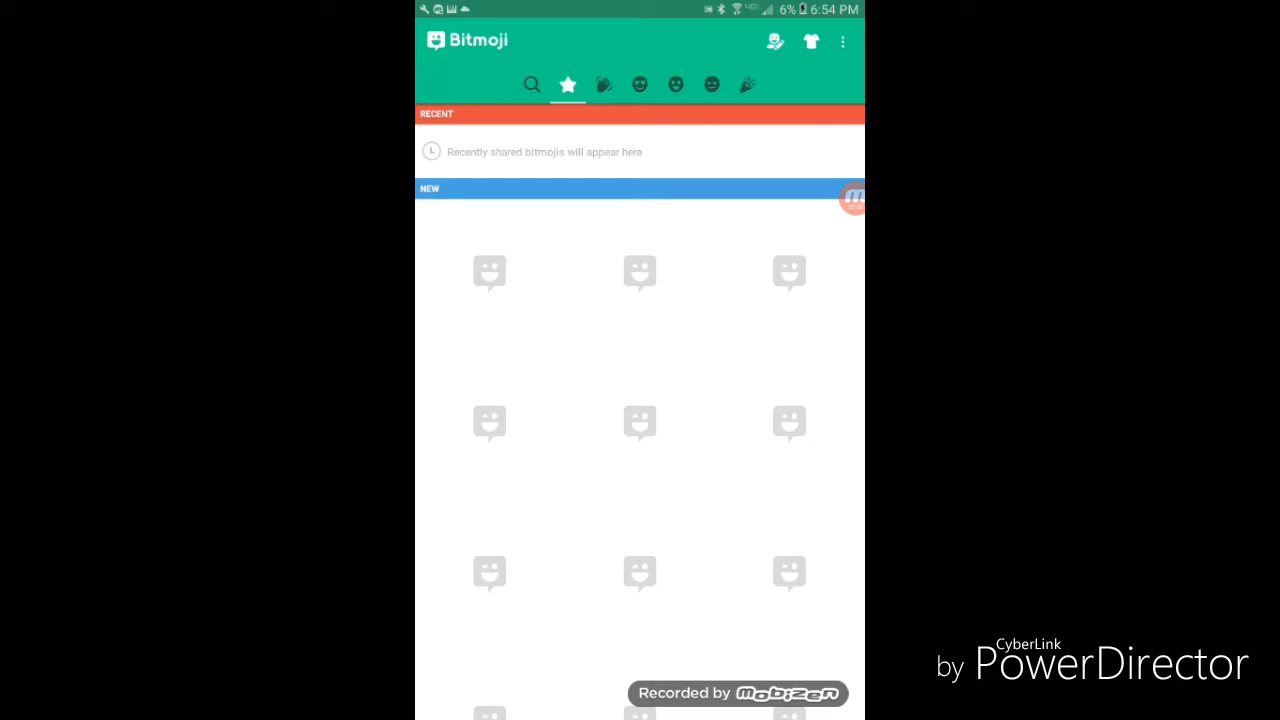 6% 6:54 PM
Bitmoji
RECENT
Recently shared bitmojis will appear here
NEW
Recorded by mobizen
CyberLink
by PowerDirector